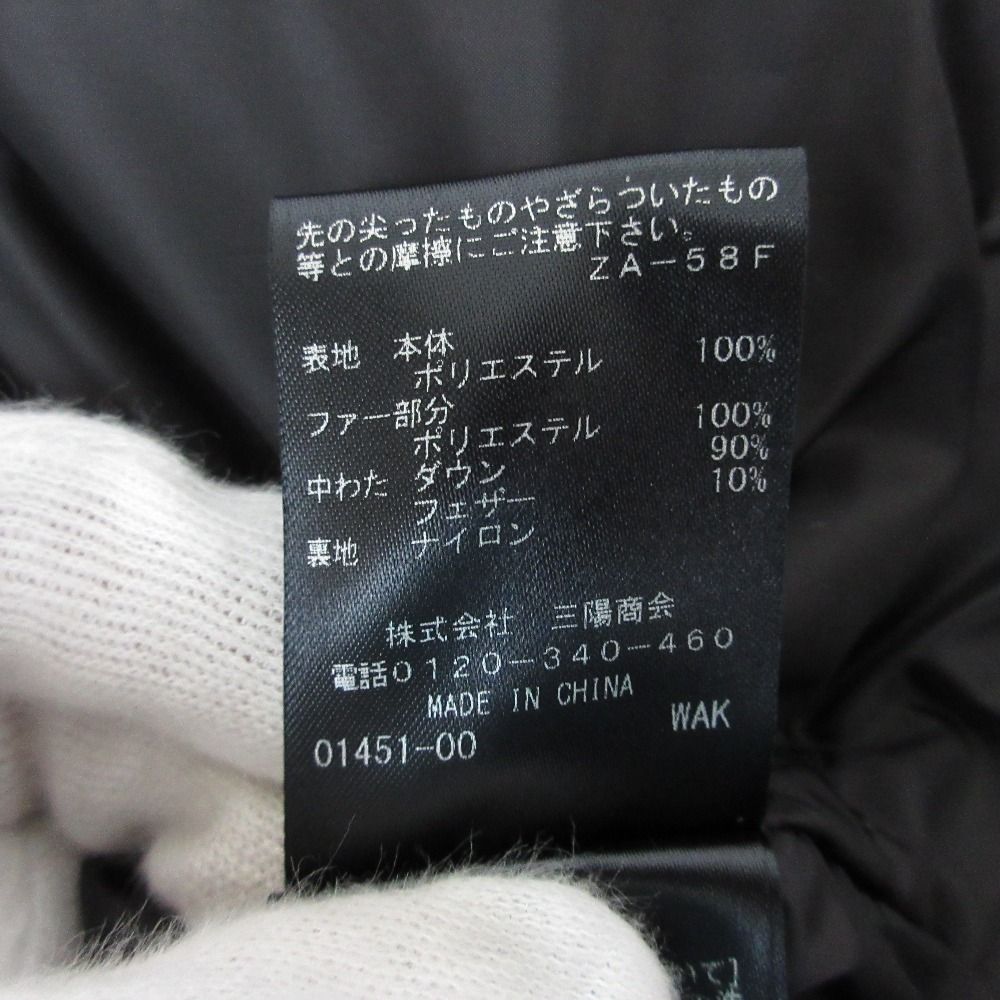 先の尖ったものやざらついたもの
等との摩擦にご注意下さい。
ZA-58F
表地 本体
ポリエステル 100%
ファー部分
ポリエステル 100%
中わた ダウン 90%
フェザー 10%
裏地 ナイロン
株式会社 三陽商会
電話0120-340-460
MADE IN CHINA
WAK
01451-00